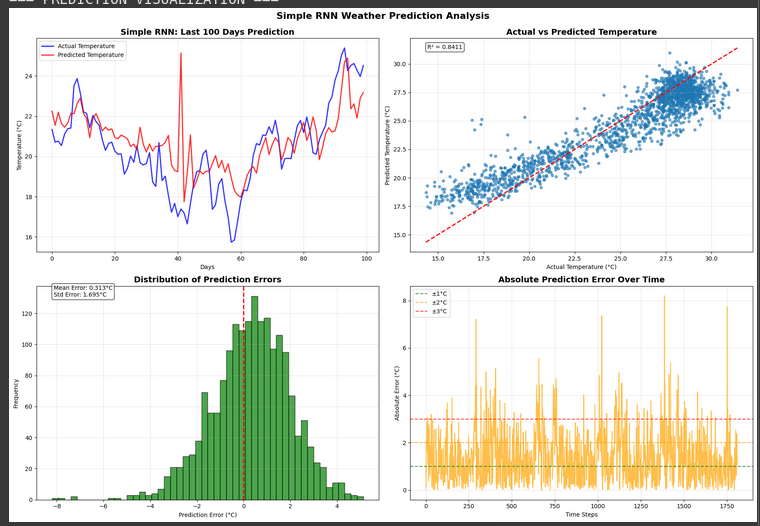 === PREDICTION VISUALIZATION ===
Simple RNN Weather Prediction Analysis
Simple RNN: Last 100 Days Prediction
Actual Temperature
Predicted Temperature
Temperature (°C)
24
22
20
18
16
0 20 40 60 80 100
Days
Actual vs Predicted Temperature
R² = 0.8411
Predicted Temperature (°C)
30.0
27.5
25.0
22.5
20.0
17.5
15.0
15.0 17.5 20.0 22.5 25.0 27.5 30.0
Actual Temperature (°C)
Distribution of Prediction Errors
Mean Error: 0.313°C
Std Error: 1.695°C
Frequency
120
100
80
60
40
20
0
−8 −6 −4 −2 0 2 4
Prediction Error (°C)
Absolute Prediction Error Over Time
±1°C
±2°C
±3°C
Absolute Error (°C)
8
6
4
2
0
0 250 500 750 1000 1250 1500 1750
Time Steps